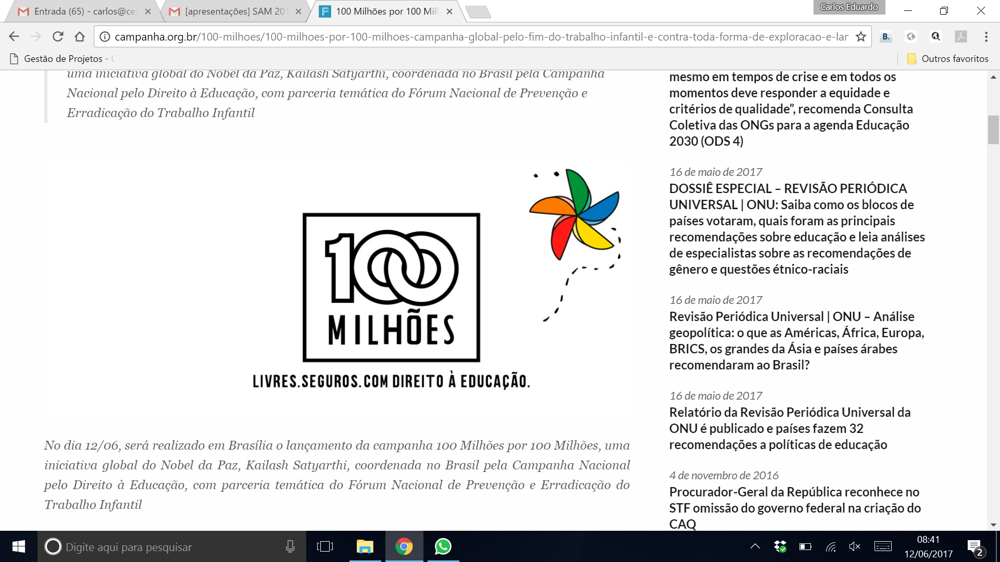 Entrada (65) - carlos@ce
[apresentações] SAM 201
100 Milhões por 100 Mil
Carlos Eduardo
campanha.org.br/100-milhoes/100-milhoes-por-100-milhoes-campanha-global-pelo-fim-do-trabalho-infantil-e-contra-toda-forma-de-exploracao-e-lan
B.
Gestão de Projetos -
Outros favoritos
uma iniciativa global do Nobel da Paz, Kailash Satyarthi, coordenada no Brasil pela Campanha
Nacional pelo Direito à Educação, com parceria temática do Fórum Nacional de Prevenção e
Erradicação do Trabalho Infantil
100
MILHÕES
LIVRES.SEGUROS.COM DIREITO À EDUCAÇÃO.
No dia 12/06, será realizado em Brasília o lançamento da campanha 100 Milhões por 100 Milhões, uma
iniciativa global do Nobel da Paz, Kailash Satyarthi, coordenada no Brasil pela Campanha Nacional
pelo Direito à Educação, com parceria temática do Fórum Nacional de Prevenção e Erradicação do
Trabalho Infantil
mesmo em tempos de crise e em todos os
momentos deve responder a equidade e
critérios de qualidade”, recomenda Consulta
Coletiva das ONGs para a agenda Educação
2030 (ODS 4)
16 de maio de 2017
DOSSIÊ ESPECIAL – REVISÃO PERIÓDICA
UNIVERSAL | ONU: Saiba como os blocos de
países votaram, quais foram as principais
recomendações sobre educação e leia análises
de especialistas sobre as recomendações de
gênero e questões étnico-raciais
16 de maio de 2017
Revisão Periódica Universal | ONU – Análise
geopolítica: o que as Américas, África, Europa,
BRICS, os grandes da Ásia e países árabes
recomendaram ao Brasil?
16 de maio de 2017
Relatório da Revisão Periódica Universal da
ONU é publicado e países fazem 32
recomendações a políticas de educação
4 de novembro de 2016
Procurador-Geral da República reconhece no
STF omissão do governo federal na criação do
CAQ
Digite aqui para pesquisar
08:41
12/06/2017
2